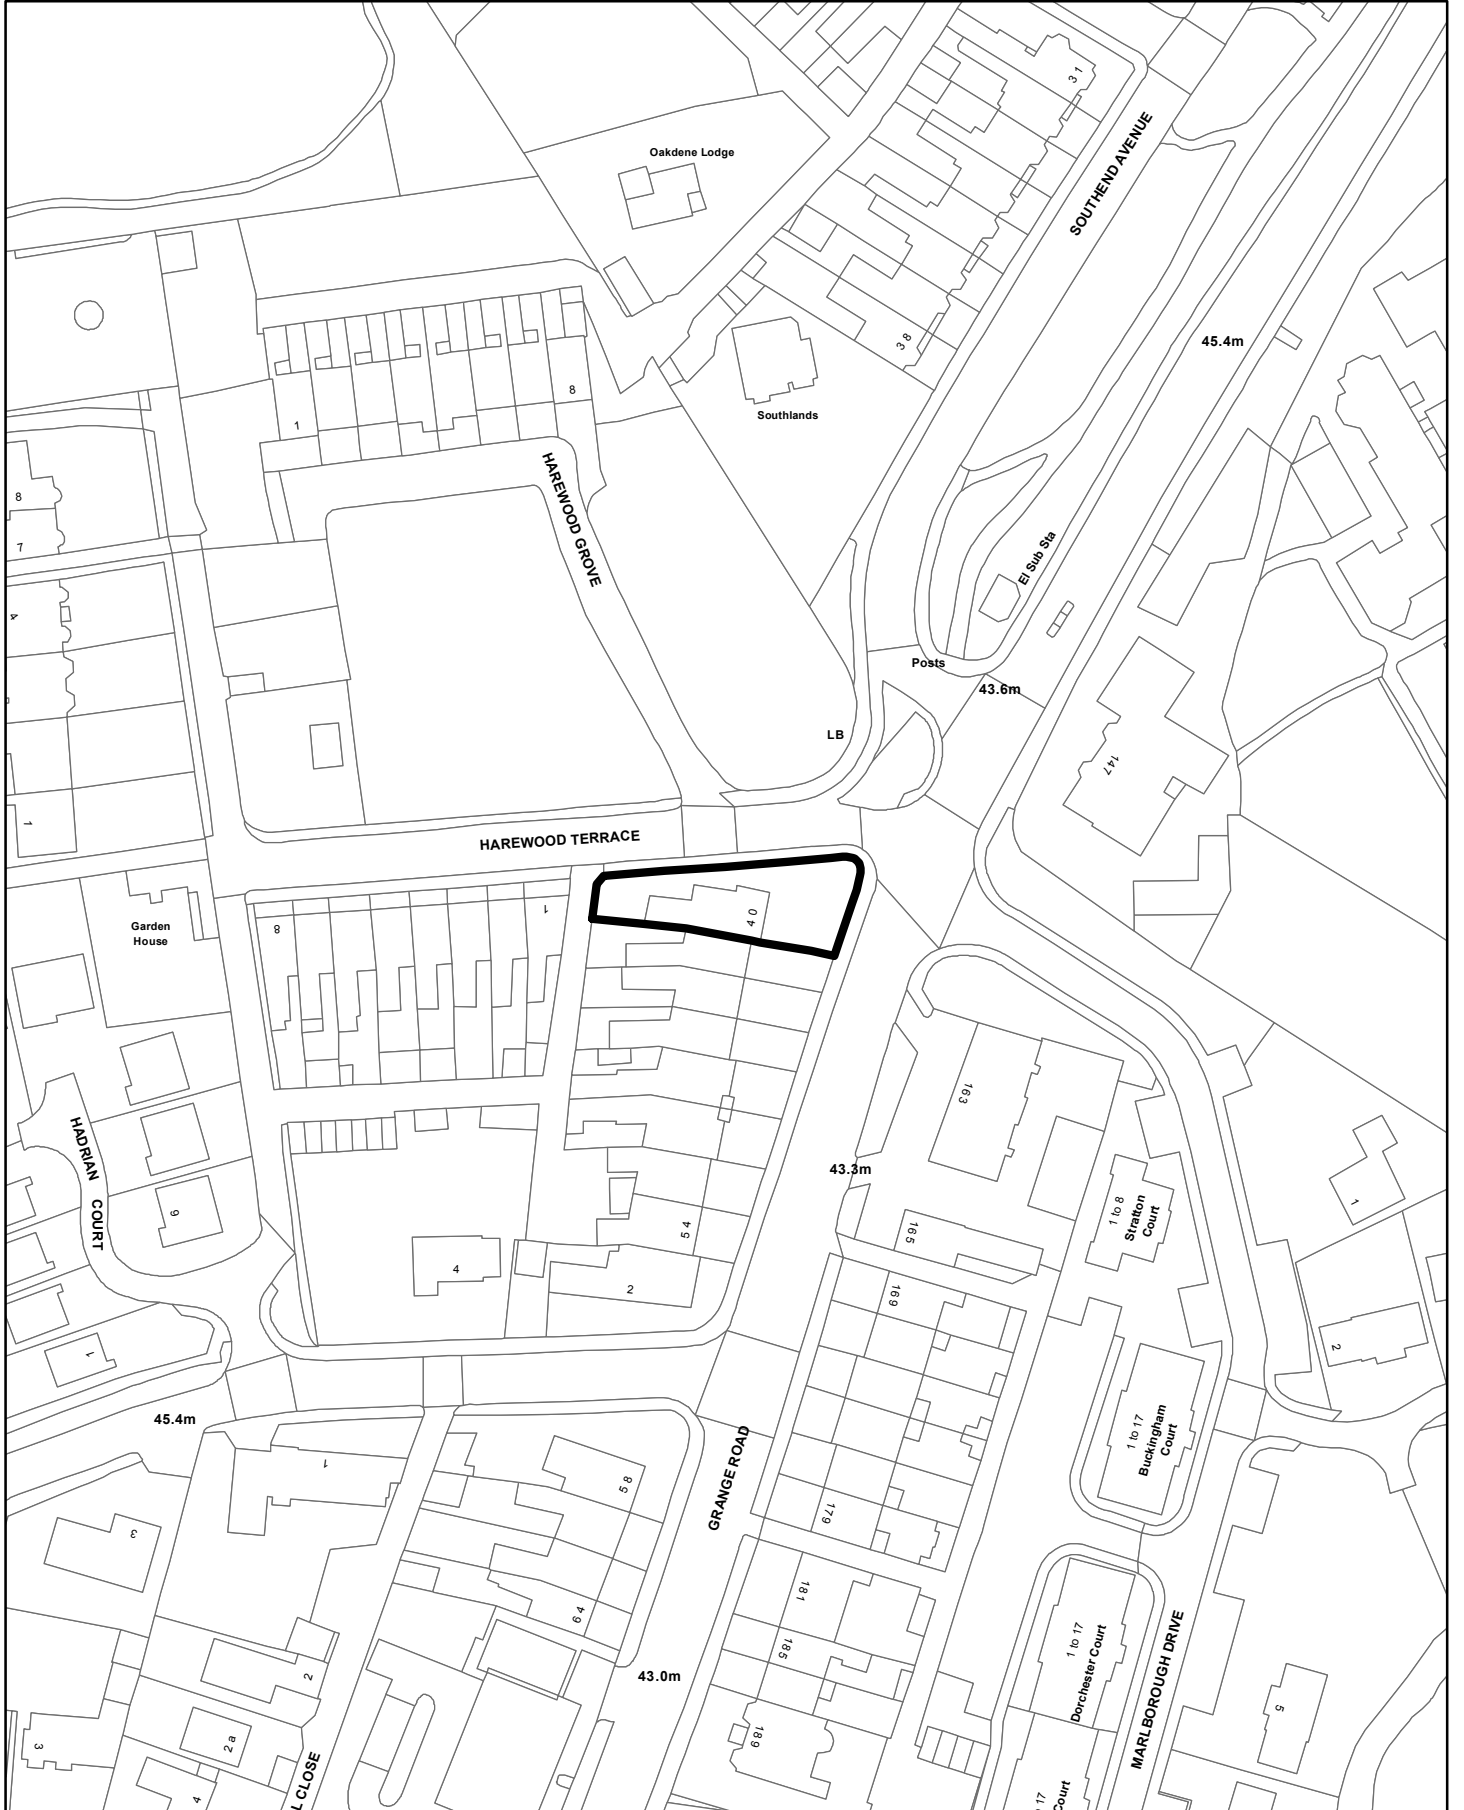 31
Oakdene Lodge
SOUTHEND AVENUE
38
45.4m
Southlands
8
1
HAREWOOD GROVE
8
7
4
El Sub Sta
Posts
43.6m
LB
147
1
HAREWOOD TERRACE
40
Garden
House
8
1
163
HADRIAN COURT
43.3m
9
165
1 to 8
Stratton
Court
1
54
4
2
169
2
1
45.4m
1 to 17
Buckingham
Court
GRANGE ROAD
1
58
179
3
181
64
1 to 17
Dorchester Court
185
MARLBOROUGH DRIVE
43.0m
2
5
2a
189
3
4
L CLOSE
17
Court